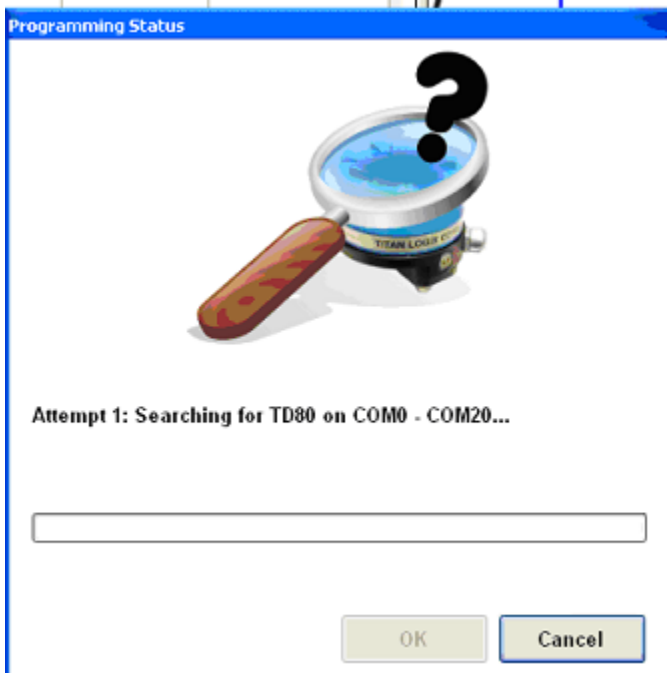 Programming Status
TITAN LOGIX
Attempt 1: Searching for TD80 on COM0 - COM20...
OK
Cancel